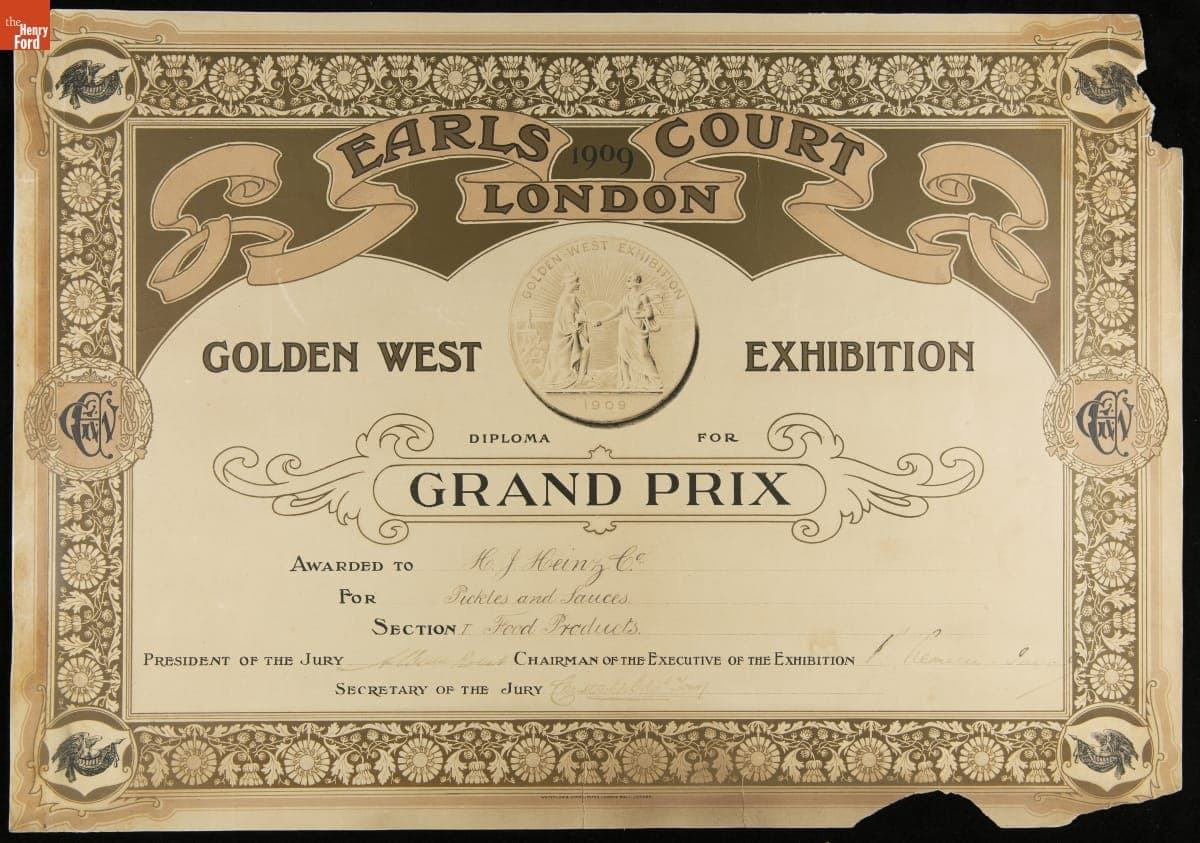 the
Henry
Ford
EARLS 1909 COURT
LONDON
GOLDEN WEST EXHIBITION
1909
GOLDEN WEST EXHIBITION
DIPLOMA FOR
GRAND PRIX
AWARDED TO H. J. Heinz Co
FOR Pickles and Sauces
SECTION I Food Products.
PRESIDENT OF THE JURY CHAIRMAN OF THE EXECUTIVE OF THE EXHIBITION
SECRETARY OF THE JURY